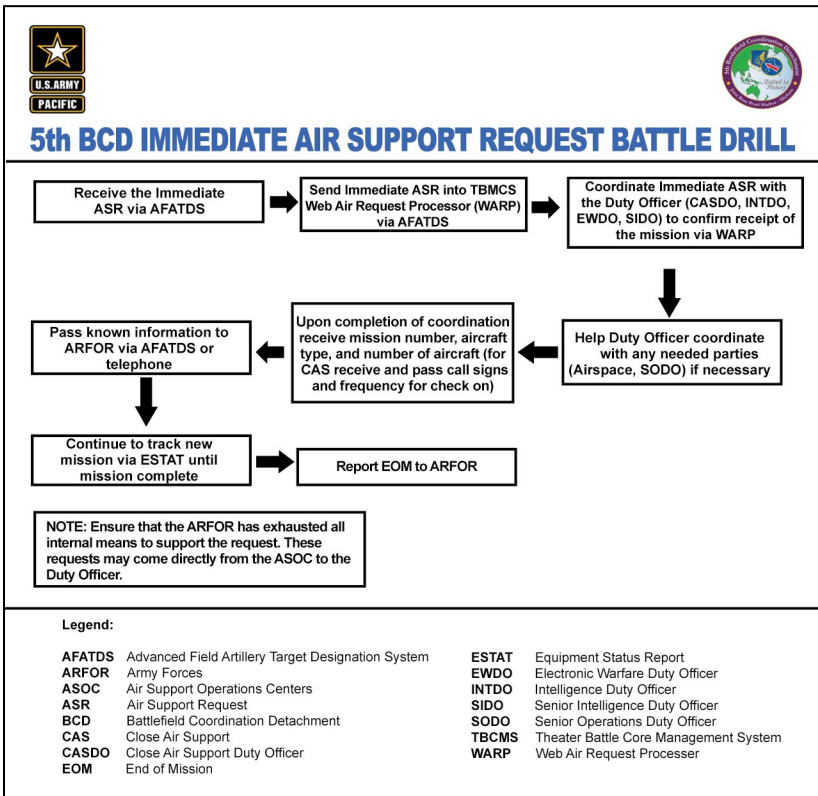 U.S.ARMY
PACIFIC
5th BCD IMMEDIATE AIR SUPPORT REQUEST BATTLE DRILL
Receive the Immediate
ASR via AFATDS
Send Immediate ASR into TBMCS
Web Air Request Processor (WARP)
via AFATDS
Coordinate Immediate ASR with
the Duty Officer (CASDO, INTDO,
EWDO, SIDO) to confirm receipt of
the mission via WARP
Help Duty Officer coordinate
with any needed parties
(Airspace, SODO) if necessary
Upon completion of coordination
receive mission number, aircraft
type, and number of aircraft (for
CAS receive and pass call signs
and frequency for check on)
Pass known information to
ARFOR via AFATDS or
telephone
Continue to track new
mission via ESTAT until
mission complete
Report EOM to ARFOR
NOTE: Ensure that the ARFOR has exhausted all
internal means to support the request. These
requests may come directly from the ASOC to the
Duty Officer.
Legend:
AFATDS Advanced Field Artillery Target Designation System
ARFOR Army Forces
ASOC Air Support Operations Centers
ASR Air Support Request
BCD Battlefield Coordination Detachment
CAS Close Air Support
CASDO Close Air Support Duty Officer
EOM End of Mission
ESTAT Equipment Status Report
EWDO Electronic Warfare Duty Officer
INTDO Intelligence Duty Officer
SIDO Senior Intelligence Duty Officer
SODO Senior Operations Duty Officer
TBCMS Theater Battle Core Management System
WARP Web Air Request Processer